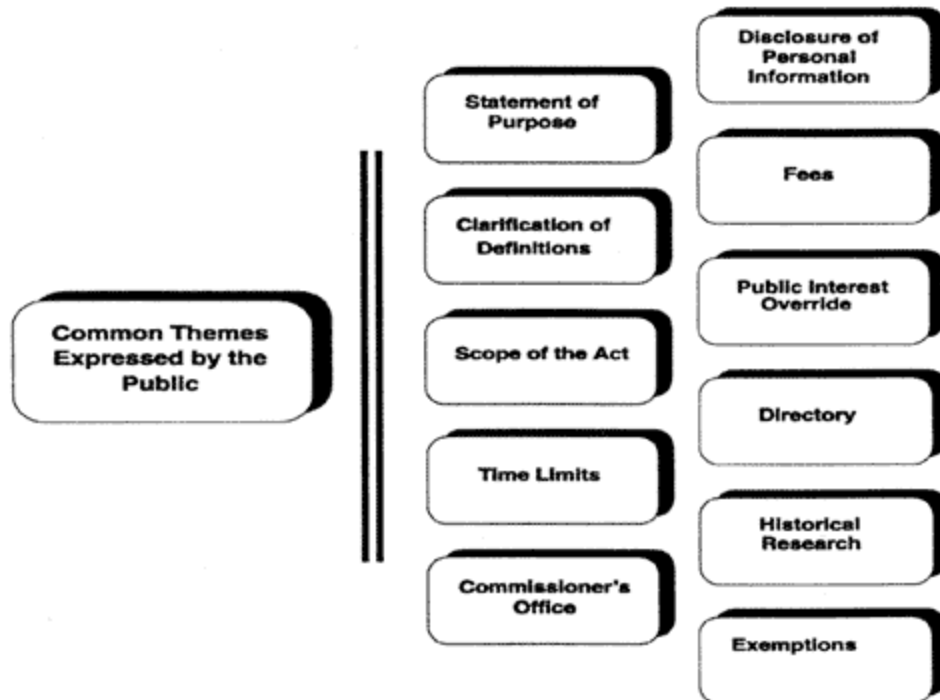 Common Themes
Expressed by the
Public
Statement of
Purpose
Clarification of
Definitions
Scope of the Act
Time Limits
Commissioner's
Office
Disclosure of
Personal
Information
Fees
Public Interest
Override
Directory
Historical
Research
Exemptions